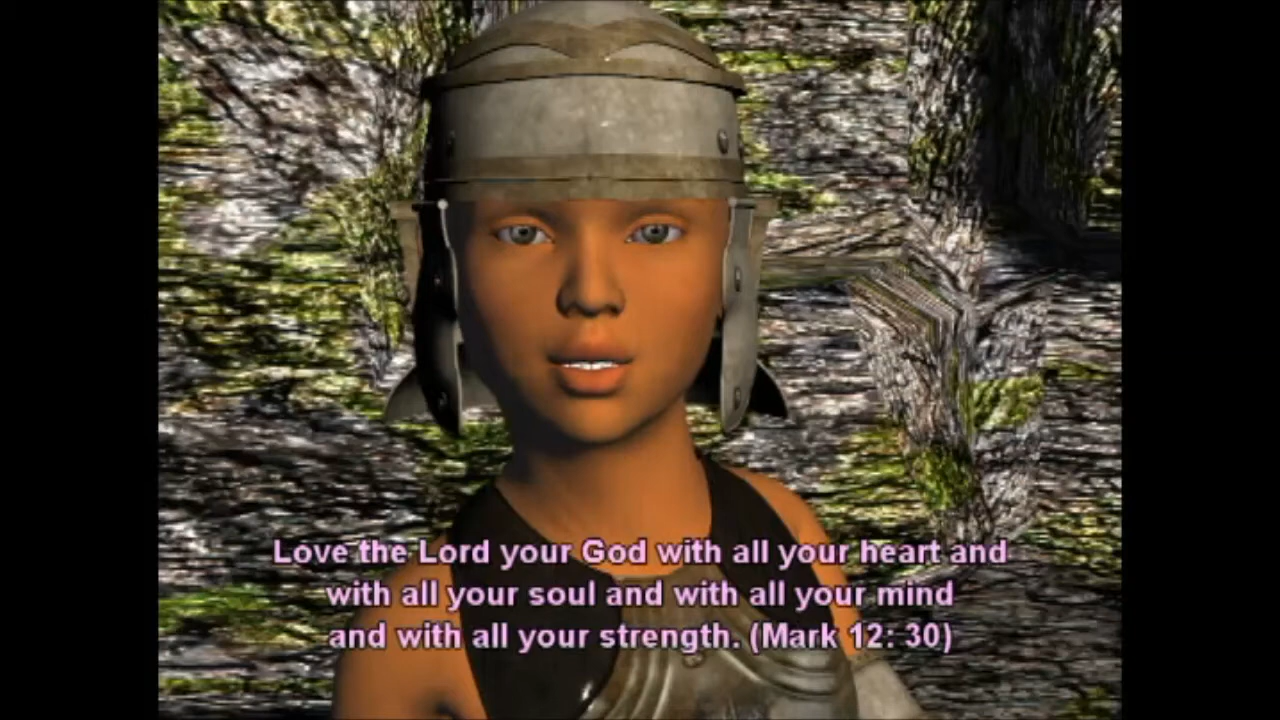 Love the Lord your God with all your heart and
with all your soul and with all your mind
and with all your strength. (Mark 12: 30)